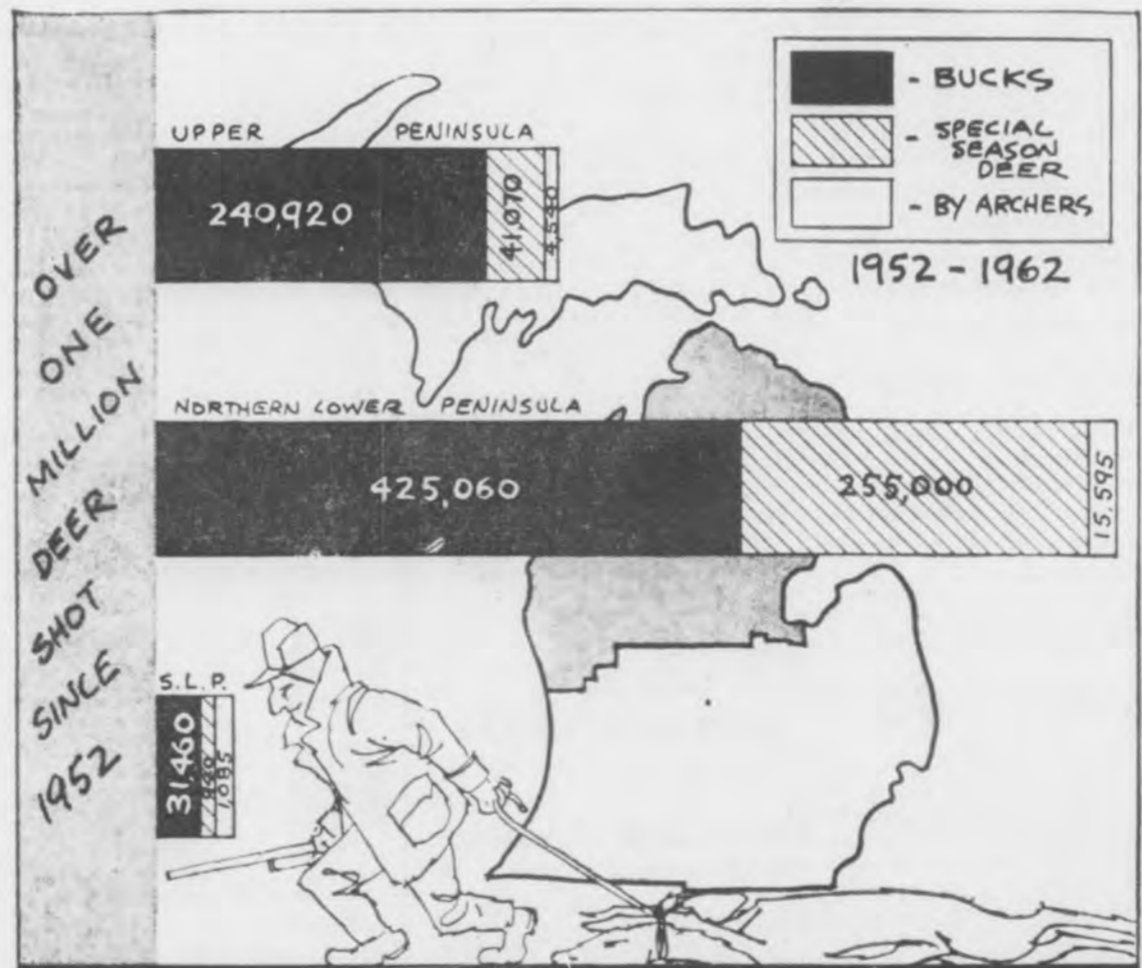 OVER
ONE
MILLION
DEER
SHOT
SINCE
1952
- BUCKS
- SPECIAL
SEASON
DEER
- BY ARCHERS
1952 - 1962
UPPER PENINSULA
240,920
41,070
4,540
NORTHERN LOWER PENINSULA
425,060
255,000
15,595
S.L.P.
31,460
1,085